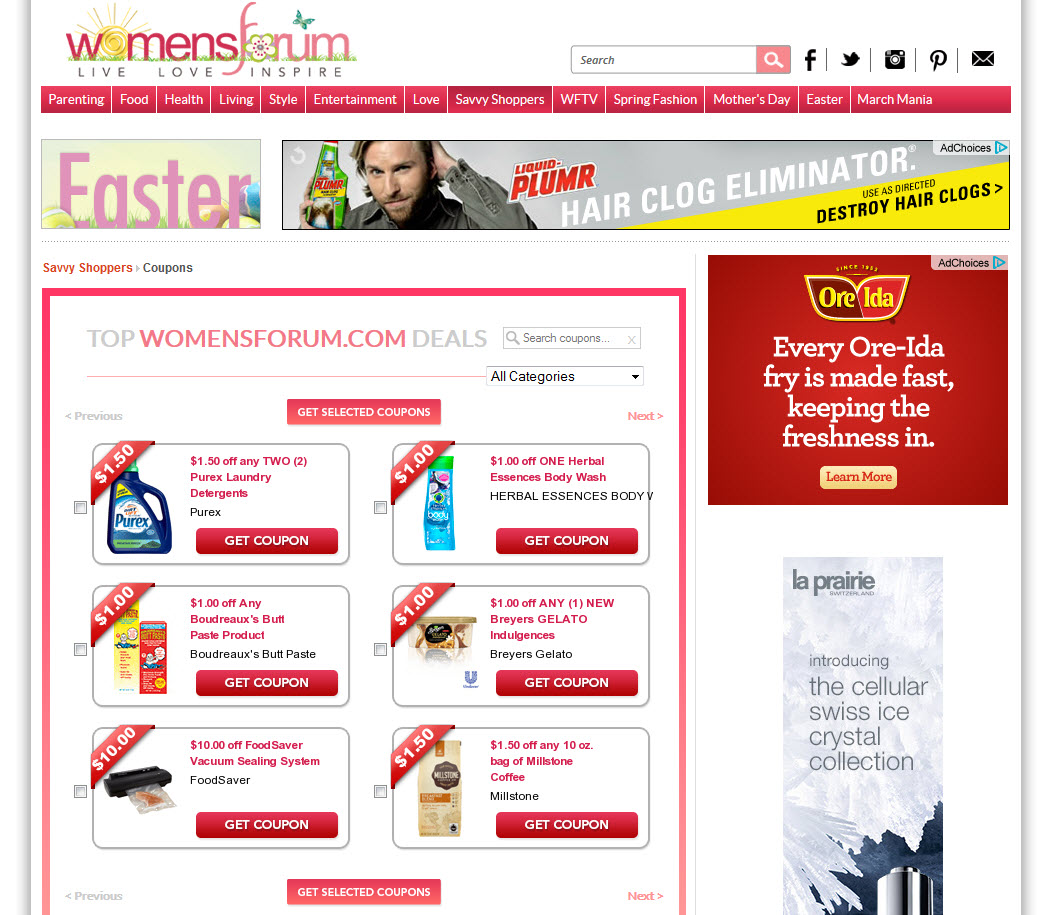 womensforum
LIVE LOVE INSPIRE
Search
Parenting Food Health Living Style Entertainment Love Savvy Shoppers WFTV Spring Fashion Mother's Day Easter March Mania
Easter
PLUMR
LIQUID-
PLUMR
HAIR CLOG ELIMINATOR.®
USE AS DIRECTED
DESTROY HAIR CLOGS >
AdChoices
Savvy Shoppers Coupons
TOP WOMENSFORUM.COM DEALS
Search coupons... x
All Categories
< Previous
GET SELECTED COUPONS
Next >
$1.50
Purex
$1.50 off any TWO (2)
Purex Laundry
Detergents
Purex
GET COUPON
$1.00
body
$1.00 off ONE Herbal
Essences Body Wash
HERBAL ESSENCES BODY W
GET COUPON
$1.00
BUTT PASTE
$1.00 off Any
Boudreaux's Butt
Paste Product
Boudreaux's Butt Paste
GET COUPON
$1.00
Unilever
$1.00 off ANY (1) NEW
Breyers GELATO
Indulgences
Breyers Gelato
GET COUPON
$10.00
$10.00 off FoodSaver
Vacuum Sealing System
FoodSaver
GET COUPON
$1.50
MILLSTONE
$1.50 off any 10 oz.
bag of Millstone
Coffee
Millstone
GET COUPON
< Previous
GET SELECTED COUPONS
Next >
AdChoices
SINCE 1952
Ore Ida
Every Ore-Ida
fry is made fast,
keeping the
freshness in.
Learn More
la prairie
SWITZERLAND
introducing
the cellular
swiss ice
crystal
collection